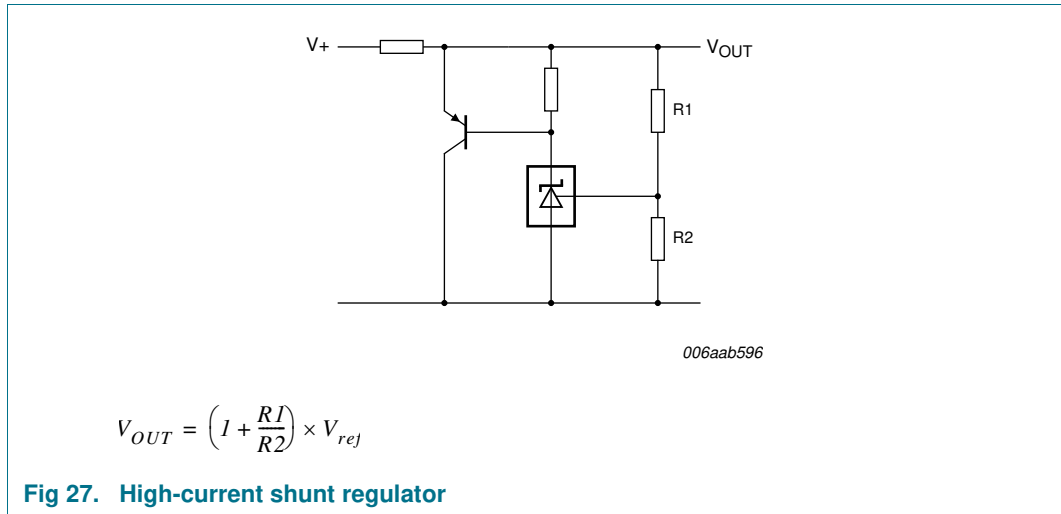 V+
VOUT
R1
R2
006aab596
VOUT = (1 + R1/R2) × Vref
Fig 27. High-current shunt regulator